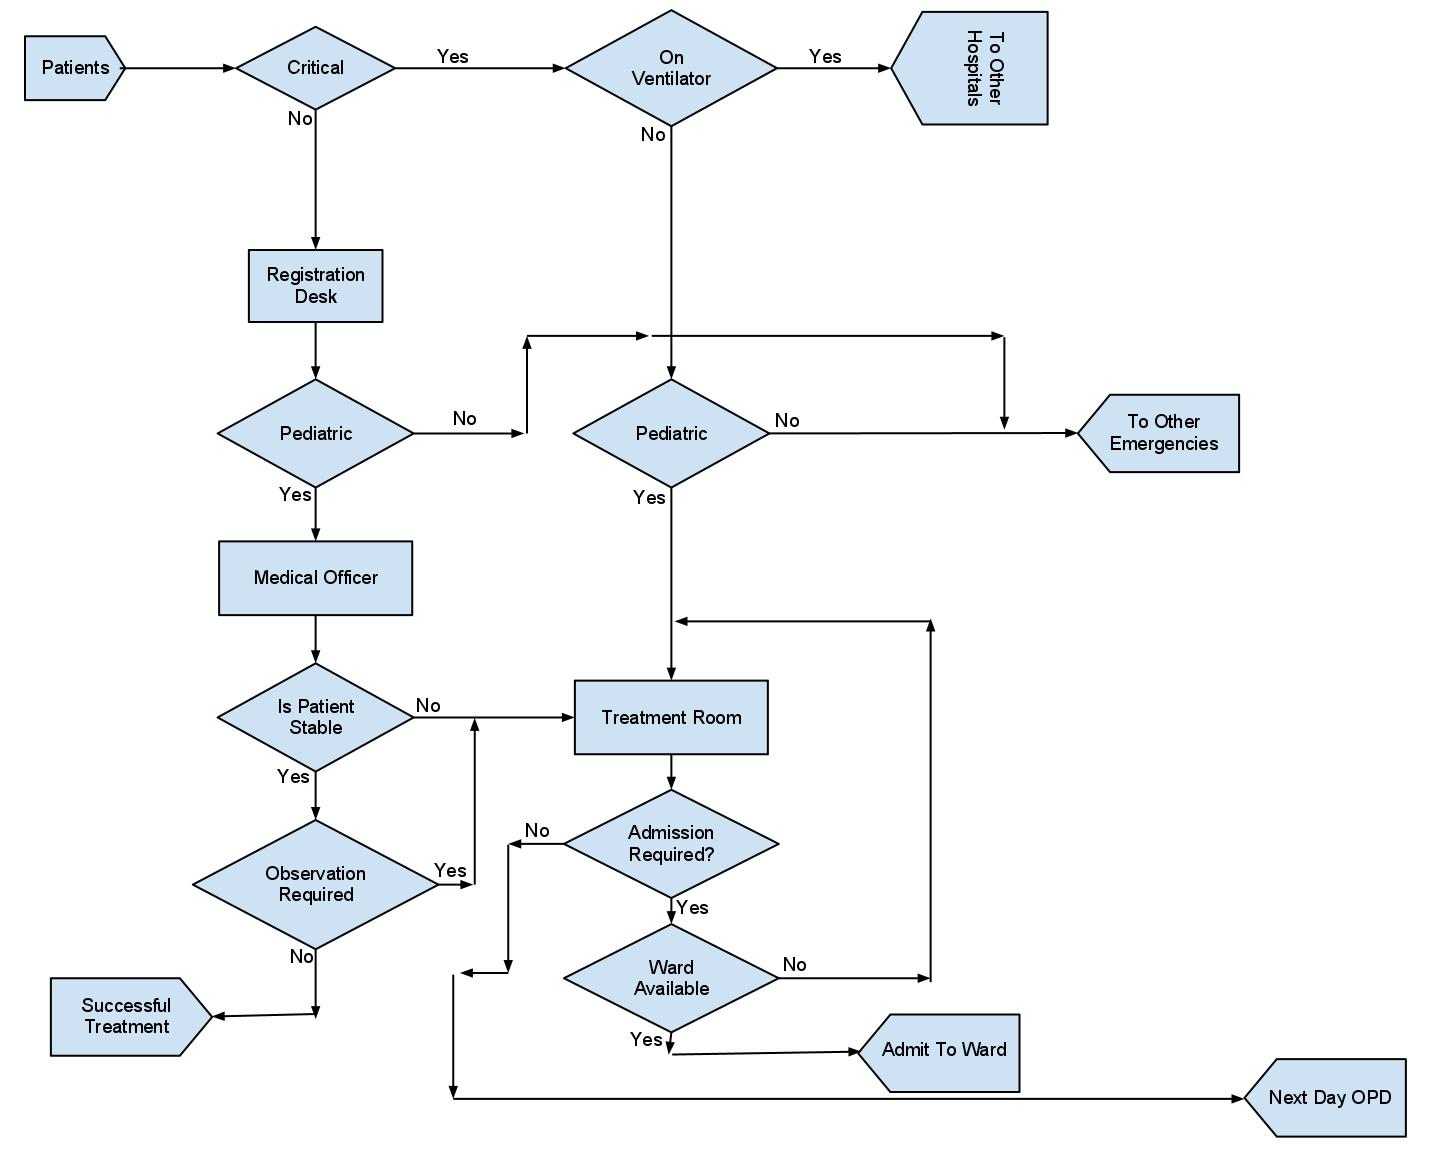 Patients
Critical
Yes
On
Ventilator
Yes
To Other
Hospitals
No
No
Registration
Desk
Pediatric
No
Pediatric
No
To Other
Emergencies
Yes
Yes
Medical Officer
Is Patient
Stable
No
Treatment Room
Yes
Observation
Required
Yes
No
Admission
Required?
Yes
No
Ward
Available
No
Successful
Treatment
Yes
Admit To Ward
Next Day OPD